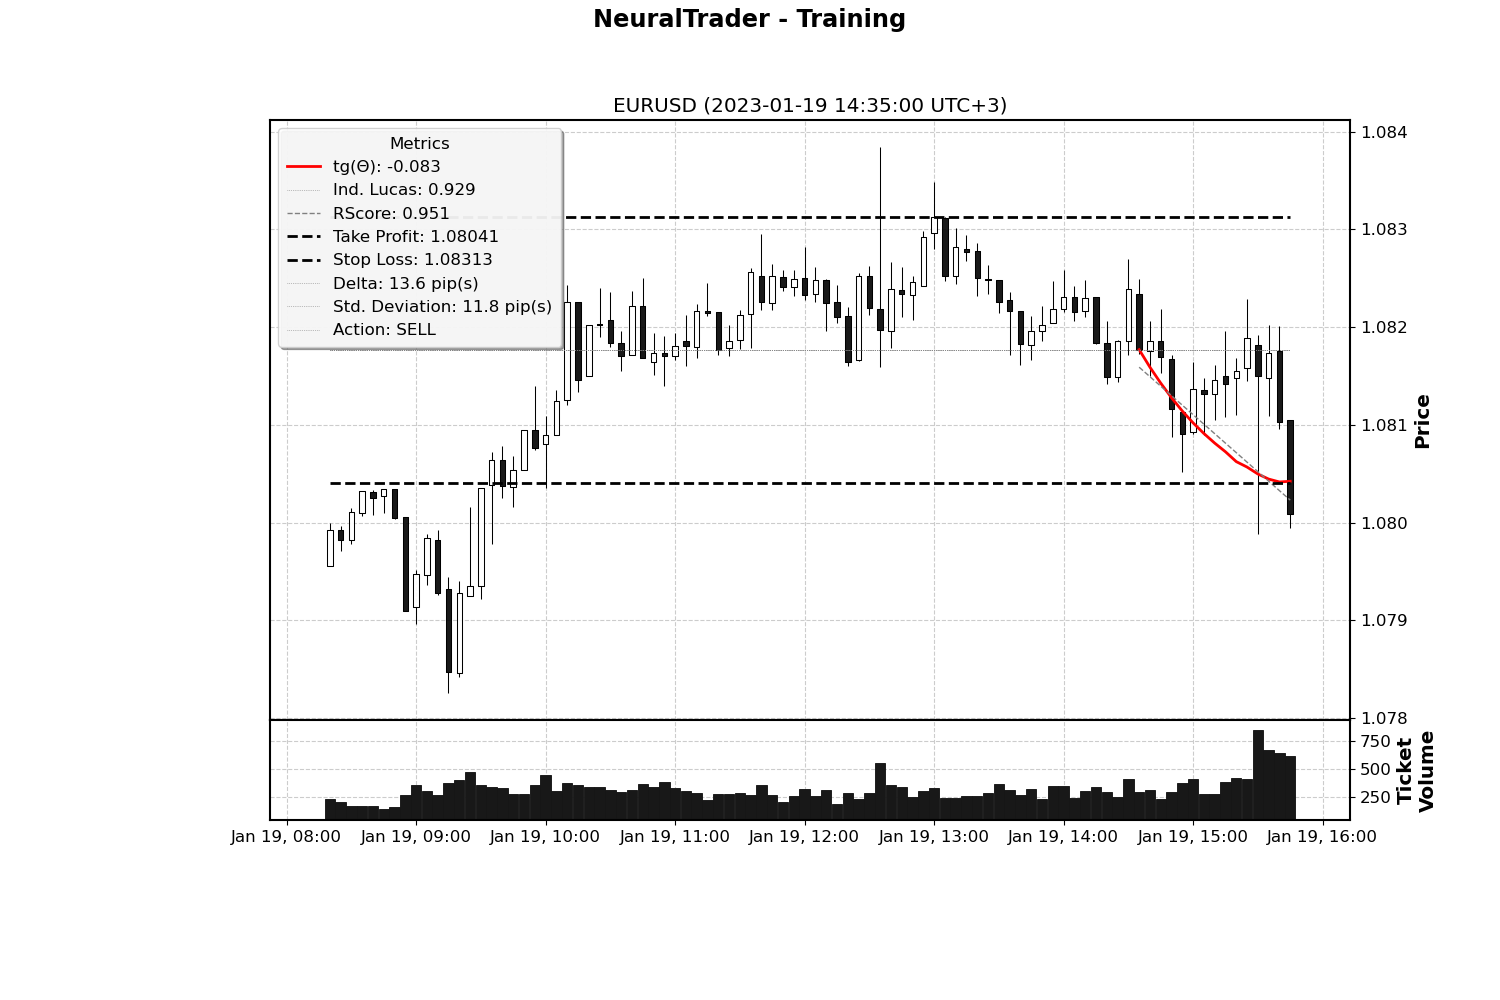 NeuralTrader - Training
EURUSD (2023-01-19 14:35:00 UTC+3)
Metrics
tg(Θ): -0.083
Ind. Lucas: 0.929
RScore: 0.951
Take Profit: 1.08041
Stop Loss: 1.08313
Delta: 13.6 pip(s)
Std. Deviation: 11.8 pip(s)
Action: SELL
1.084
1.083
1.082
1.081
1.080
1.079
1.078
Price
750
500
250
Ticket
Volume
Jan 19, 08:00
Jan 19, 09:00
Jan 19, 10:00
Jan 19, 11:00
Jan 19, 12:00
Jan 19, 13:00
Jan 19, 14:00
Jan 19, 15:00
Jan 19, 16:00